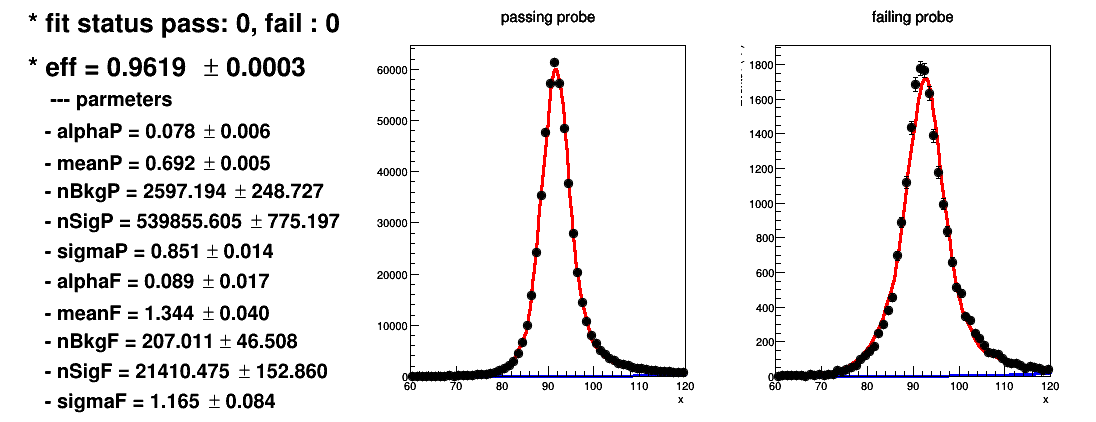 * fit status pass: 0, fail : 0
* eff = 0.9619 ± 0.0003
--- parmeters
- alphaP = 0.078 ± 0.006
- meanP = 0.692 ± 0.005
- nBkgP = 2597.194 ± 248.727
- nSigP = 539855.605 ± 775.197
- sigmaP = 0.851 ± 0.014
- alphaF = 0.089 ± 0.017
- meanF = 1.344 ± 0.040
- nBkgF = 207.011 ± 46.508
- nSigF = 21410.475 ± 152.860
- sigmaF = 1.165 ± 0.084
passing probe
60000
50000
40000
30000
20000
10000
0
60 70 80 90 100 110 120
x
failing probe
1800
1600
1400
1200
1000
800
600
400
200
0
60 70 80 90 100 110 120
x